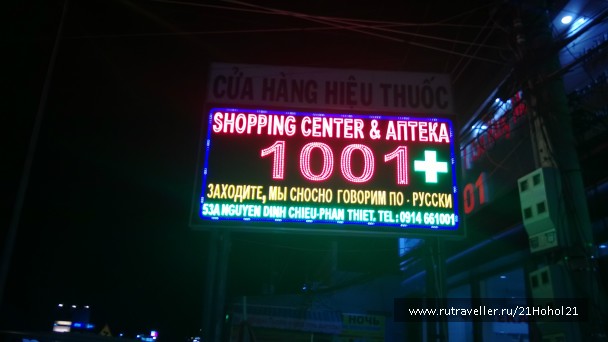 CỬA HÀNG HIỆU THUỐC
SHOPPING CENTER & АПТЕКА
1001
ЗАХОДИТЕ, МЫ СНОСНО ГОВОРИМ ПО - РУССКИ
53A NGUYEN DINH CHIEU-PHAN THIET. TEL: 0914 661001
01
www.rutraveller.ru/21Hohol21